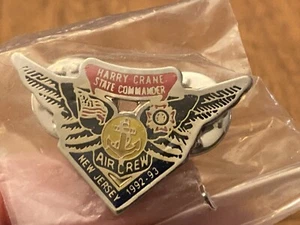 HARRY CRANE
STATE COMMANDER
AIR CREW
NEW JERSEY 1992-93